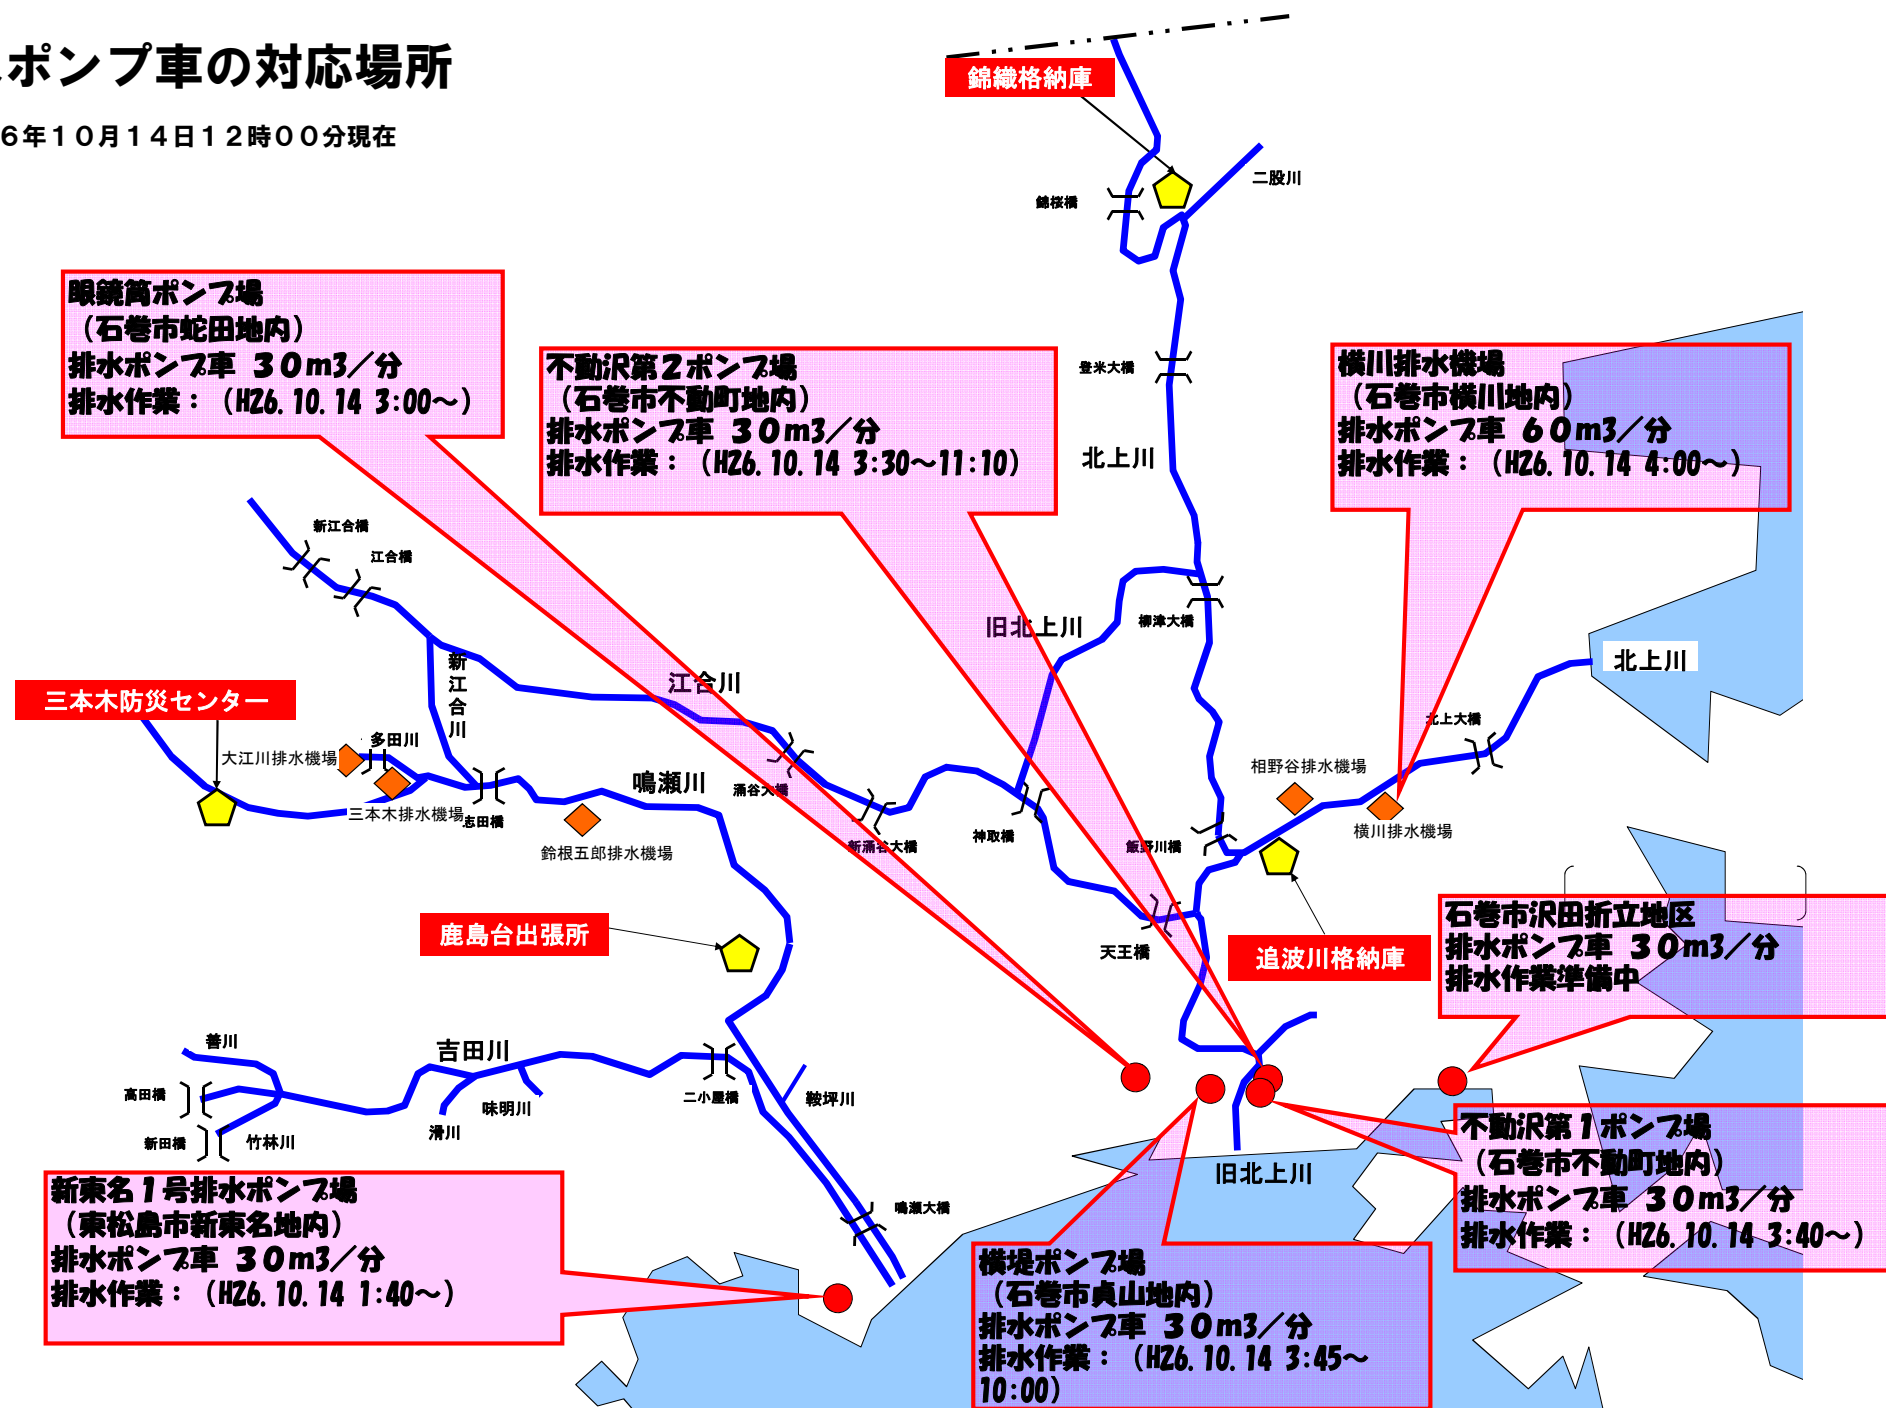 ポンプ車の対応場所
6年10月14日12時00分現在
錦織格納庫
二股川
錦桜橋
眼鏡筒ポンプ場
（石巻市蛇田地内）
排水ポンプ車 30m3／分
排水作業：（H26.10.14 3:00～）
不動沢第2ポンプ場
（石巻市不動町地内）
排水ポンプ車 30m3／分
排水作業：（H26.10.14 3:30～11:10）
登米大橋
北上川
横川排水機場
（石巻市横川地内）
排水ポンプ車 60m3／分
排水作業：（H26.10.14 4:00～）
新江合橋
江合橋
旧北上川
柳津大橋
新江合川
江合川
北上川
三本木防災センター
大江川排水機場
多田川
三本木排水機場
志田橋
鳴瀬川
涌谷大橋
北上大橋
相野谷排水機場
横川排水機場
鈴根五郎排水機場
新涌谷大橋
神取橋
飯野川橋
鹿島台出張所
天王橋
追波川格納庫
石巻市沢田折立地区
排水ポンプ車 30m3／分
排水作業準備中
善川
吉田川
高田橋
味明川
二小屋橋
鞍坪川
新田橋
竹林川
滑川
旧北上川
不動沢第1ポンプ場
（石巻市不動町地内）
排水ポンプ車 30m3／分
排水作業：（H26.10.14 3:40～）
新東名1号排水ポンプ場
（東松島市新東名地内）
排水ポンプ車 30m3／分
排水作業：（H26.10.14 1:40～）
鳴瀬大橋
横堤ポンプ場
（石巻市貞山地内）
排水ポンプ車 30m3／分
排水作業：（H26.10.14 3:45～
10:00）